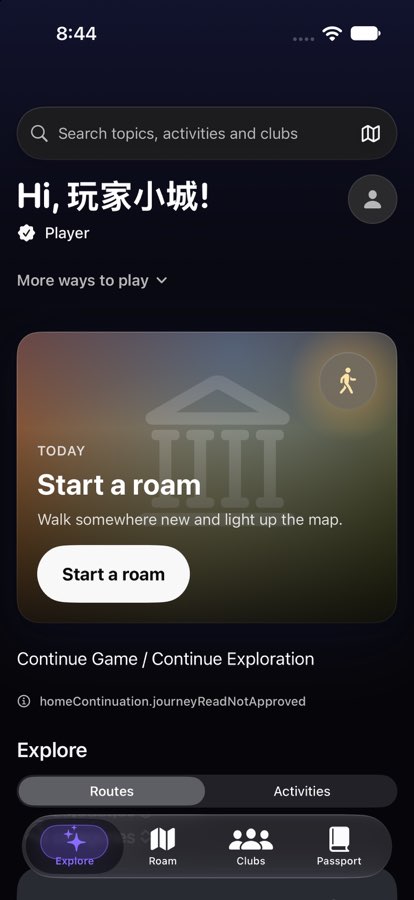 8:44
Search topics, activities and clubs
Hi, 玩家小城!
Player
More ways to play
TODAY
Start a roam
Walk somewhere new and light up the map.
Start a roam
Continue Game / Continue Exploration
homeContinuation.journeyReadNotApproved
Explore
Routes Activities
Explore Roam Clubs Passport